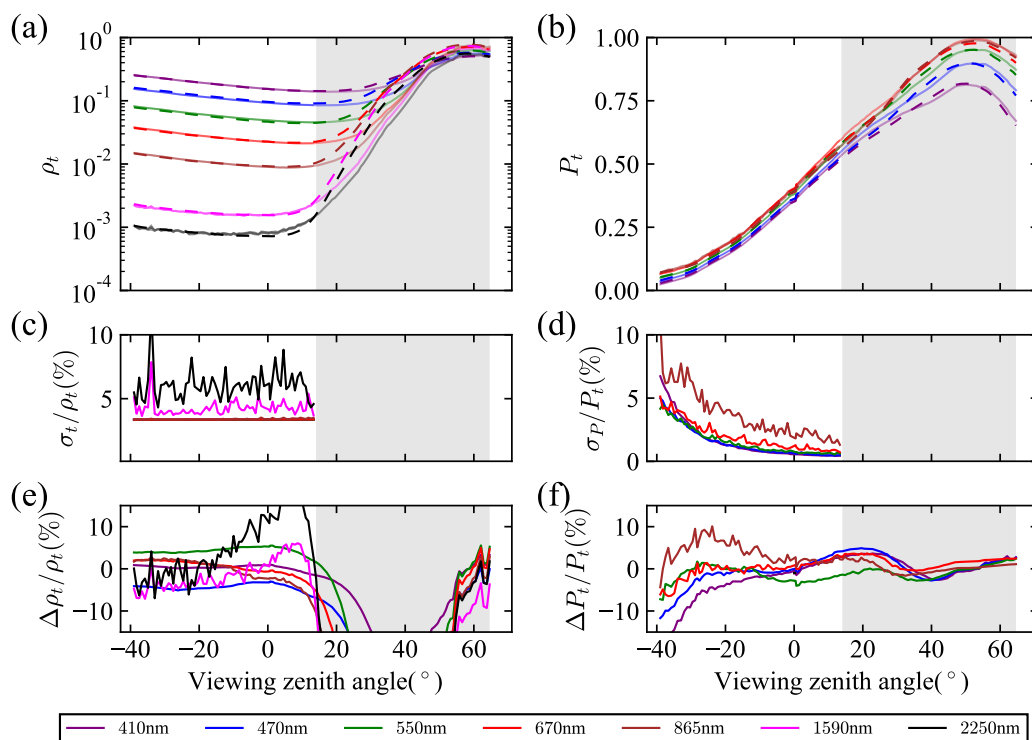 (a)
(b)
10^0
10^-1
10^-2
10^-3
10^-4
ρ_t
1.00
0.75
0.50
0.25
0.00
P_t
(c)
(d)
10
5
0
σ_t/ρ_t(%)
10
5
0
σ_P/P_t(%)
(e)
(f)
10
0
−10
Δρ_t/ρ_t(%)
10
0
−10
ΔP_t/P_t(%)
−40 −20 0 20 40 60
−40 −20 0 20 40 60
Viewing zenith angle(°)
Viewing zenith angle(°)
410nm 470nm 550nm 670nm 865nm 1590nm 2250nm